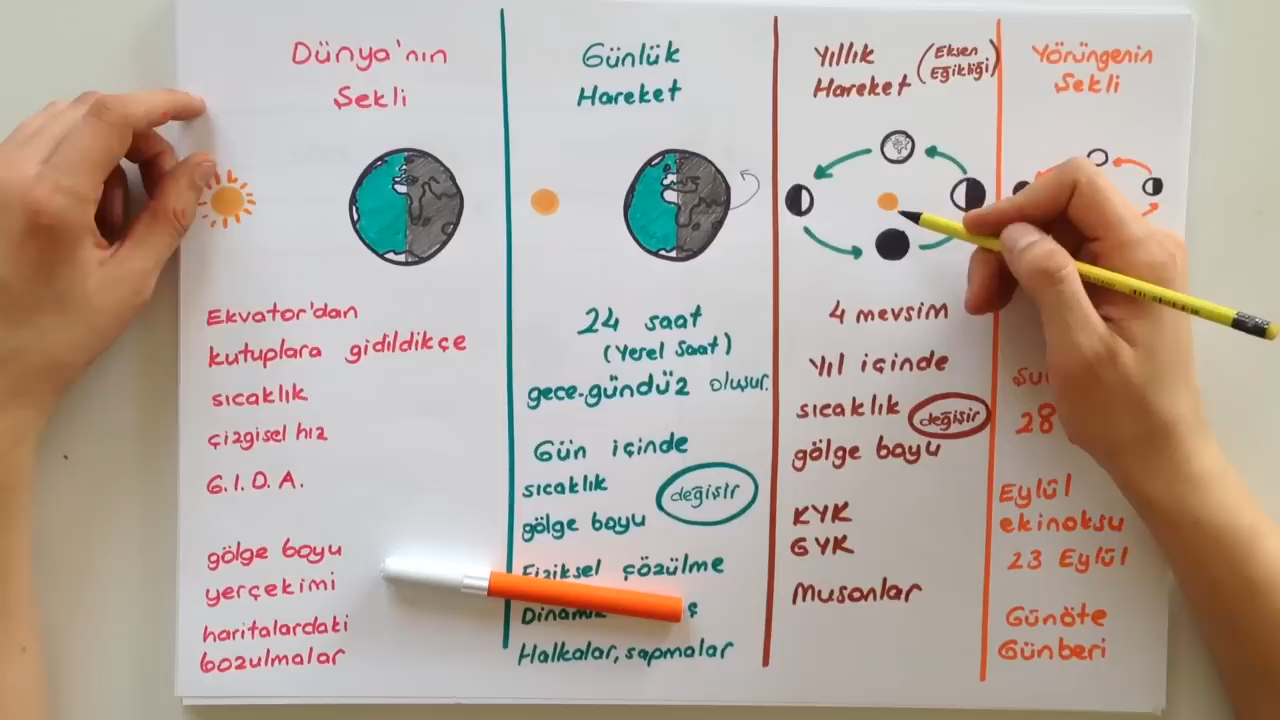 Dünya'nın
Şekli
Ekvator'dan
kutuplara gidildikçe
sıcaklık
çizgisel hız
G.I.D.A.
gölge boyu
yerçekimi
haritalardaki
bozulmalar
Günlük
Hareket
24 saat
(Yerel Saat)
gece-gündüz oluşur.
Gün içinde
sıcaklık
değişir
gölge boyu
Fiziksel çözülme
Halkalar, sapmalar
Yıllık
Hareket
(Eksen
Eğikliği)
4 mevsim
Yıl içinde
sıcaklık
değişir
gölge boyu
KYK
GYK
Musonlar
Yörüngenin
Şekli
28
Eylül
ekinoksu
23 Eylül
Günöte
Günberi